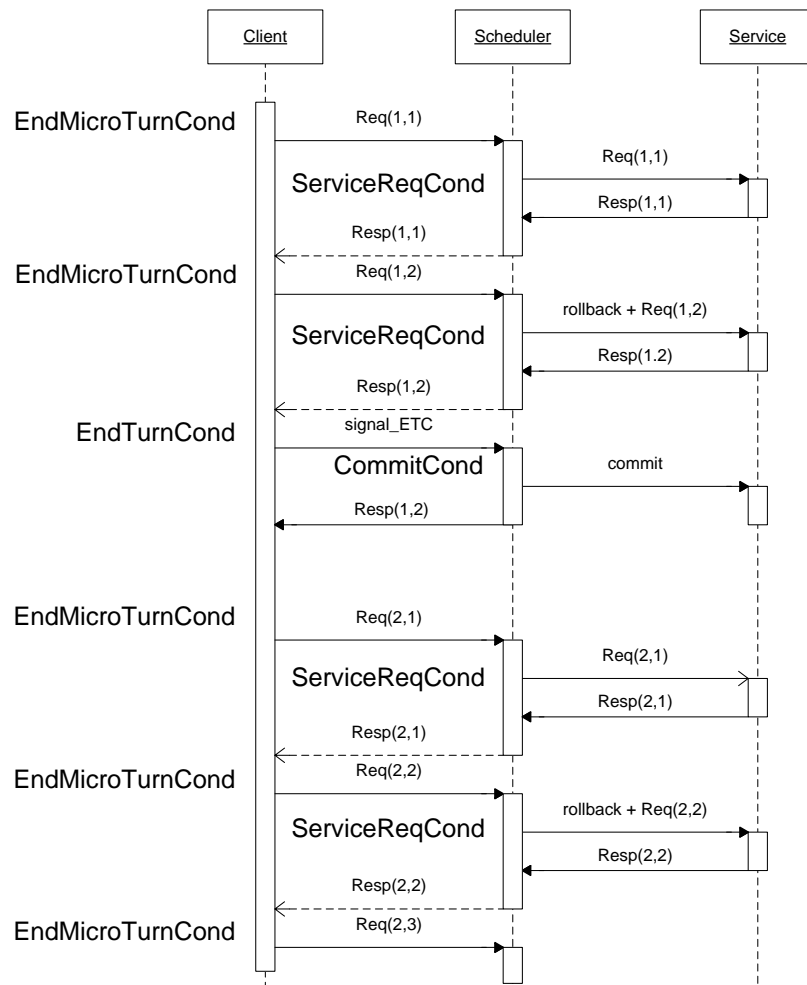 Client
Scheduler
Service
EndMicroTurnCond
Req(1,1)
Req(1,1)
ServiceReqCond
Resp(1,1)
Resp(1,1)
EndMicroTurnCond
Req(1,2)
rollback + Req(1,2)
ServiceReqCond
Resp(1.2)
Resp(1,2)
EndTurnCond
signal_ETC
CommitCond
commit
Resp(1,2)
EndMicroTurnCond
Req(2,1)
Req(2,1)
ServiceReqCond
Resp(2,1)
Resp(2,1)
EndMicroTurnCond
Req(2,2)
rollback + Req(2,2)
ServiceReqCond
Resp(2,2)
Resp(2,2)
EndMicroTurnCond
Req(2,3)